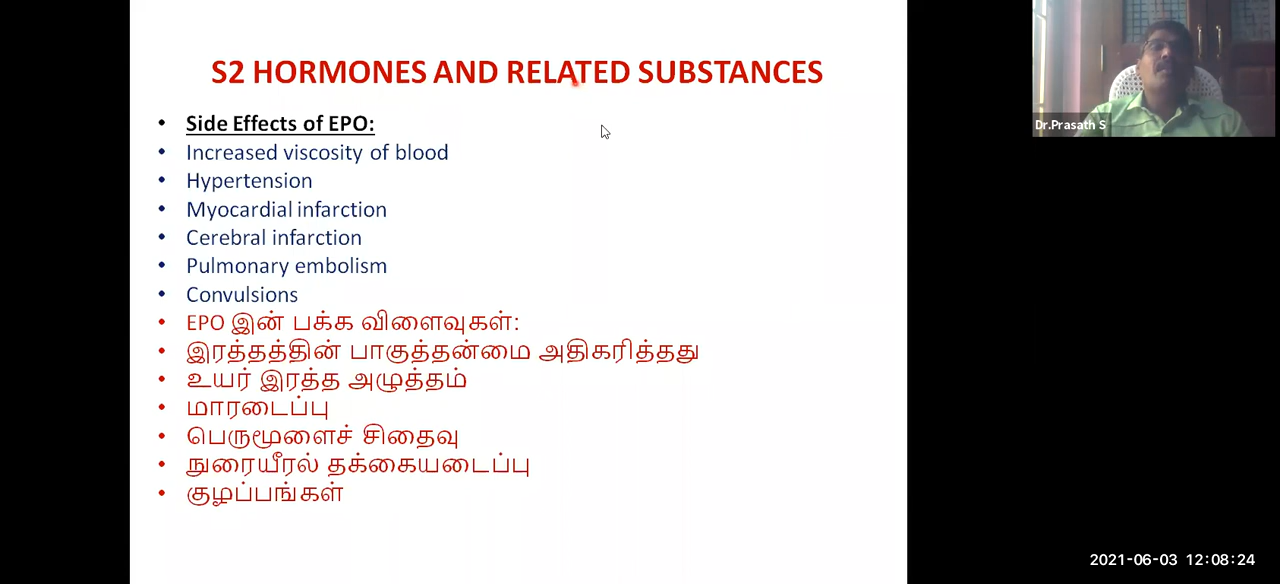 S2 HORMONES AND RELATED SUBSTANCES
• Side Effects of EPO:
• Increased viscosity of blood
• Hypertension
• Myocardial infarction
• Cerebral infarction
• Pulmonary embolism
• Convulsions
• EPO இன் பக்க விளைவுகள்:
• இரத்தத்தின் பாகுத்தன்மை அதிகரித்தது
• உயர் இரத்த அழுத்தம்
• மாரடைப்பு
• பெருமூளைச் சிதைவு
• நுரையீரல் தக்கையடைப்பு
• குழப்பங்கள்
Dr.Prasath S
2021-06-03 12:08:24